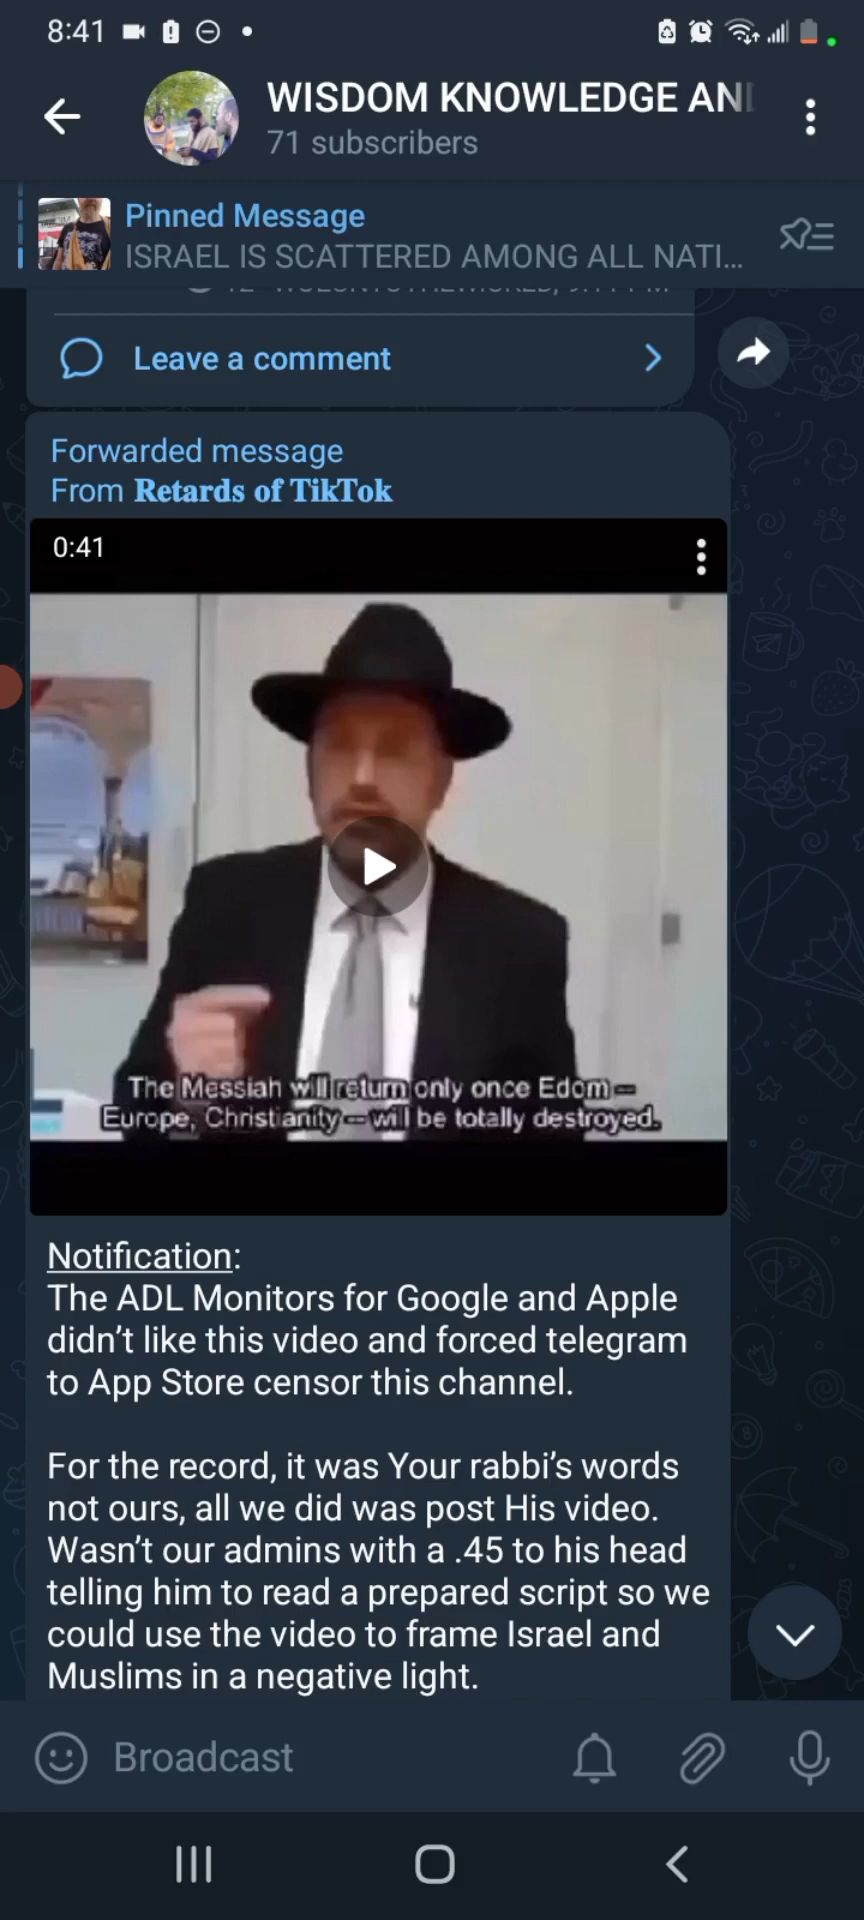 8:41
WISDOM KNOWLEDGE AND
71 subscribers
Pinned Message
ISRAEL IS SCATTERED AMONG ALL NATI...
Leave a comment
Forwarded message
From Retards of TikTok
0:41
The Messiah will return only once Edom –
Europe, Christianity – will be totally destroyed.
Notification:
The ADL Monitors for Google and Apple
didn’t like this video and forced telegram
to App Store censor this channel.
For the record, it was Your rabbi’s words
not ours, all we did was post His video.
Wasn’t our admins with a .45 to his head
telling him to read a prepared script so we
could use the video to frame Israel and
Muslims in a negative light.
Broadcast